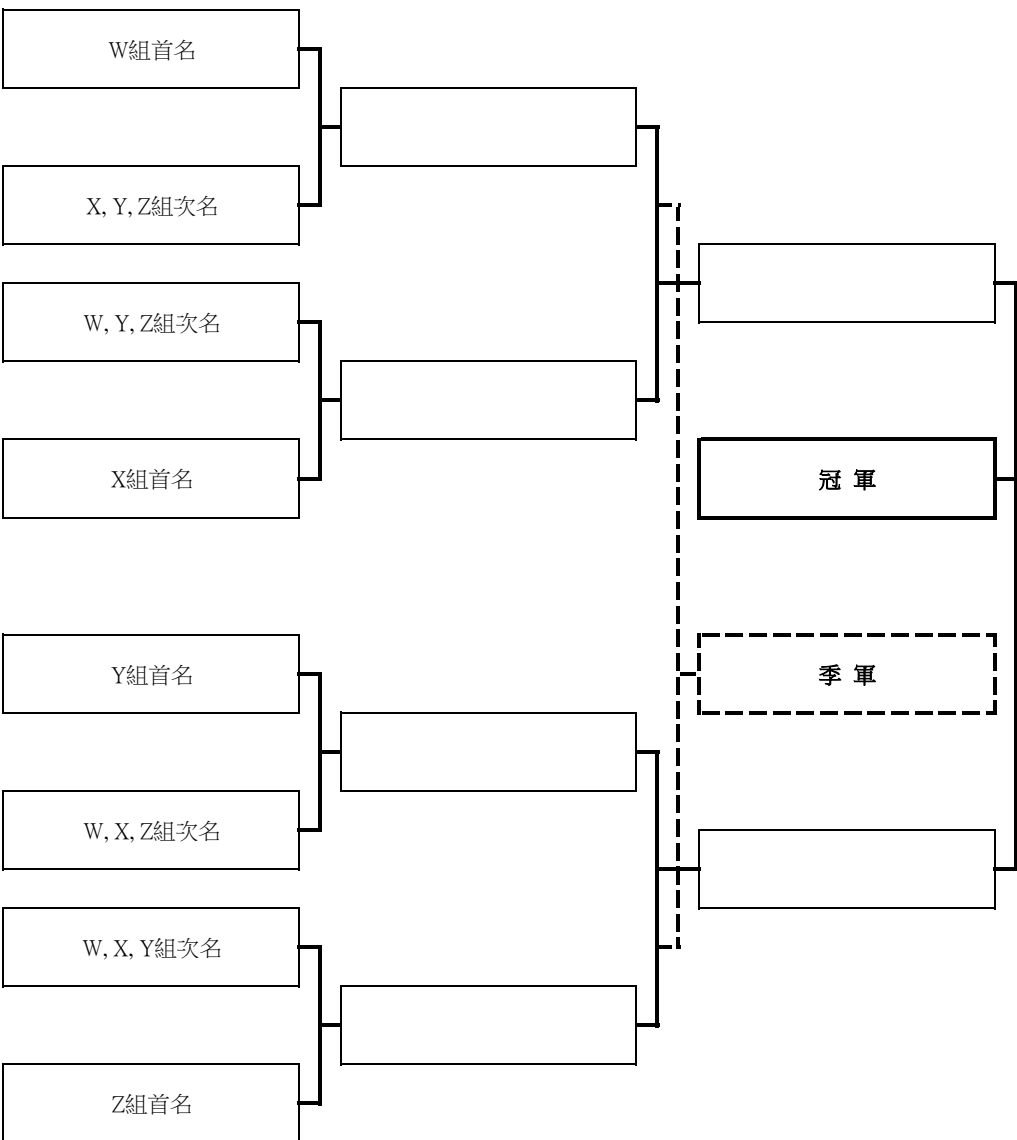 W組首名
X, Y, Z組次名
W, Y, Z組次名
X組首名
冠 軍
季 軍
Y組首名
W, X, Z組次名
W, X, Y組次名
Z組首名